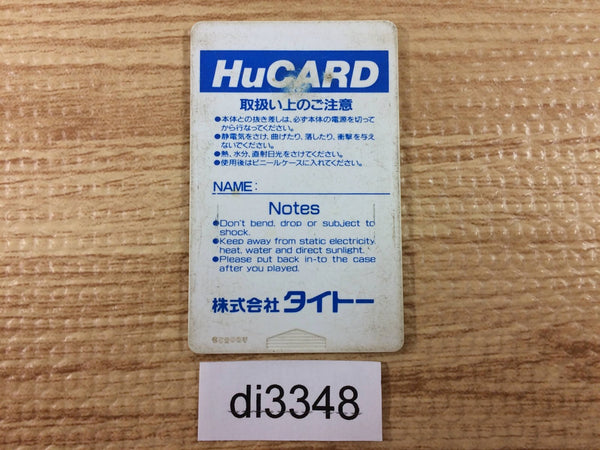 HuCARD
取扱い上のご注意
●本体との抜き差しは、必ず本体の電源を切って
から行なってください。
●静電気をさけ、曲げたり、落したり、衝撃を与え
ないでください。
●熱、水分、直射日光をさけてください。
●使用後はビニールケースに入れてください。
NAME:
Notes
●Don't bend, drop or subject to
shock.
●Keep away from static electricity
heat, water and direct sunlight.
●Please put back in-to the case
after you played.
株式会社 タイトー
di3348